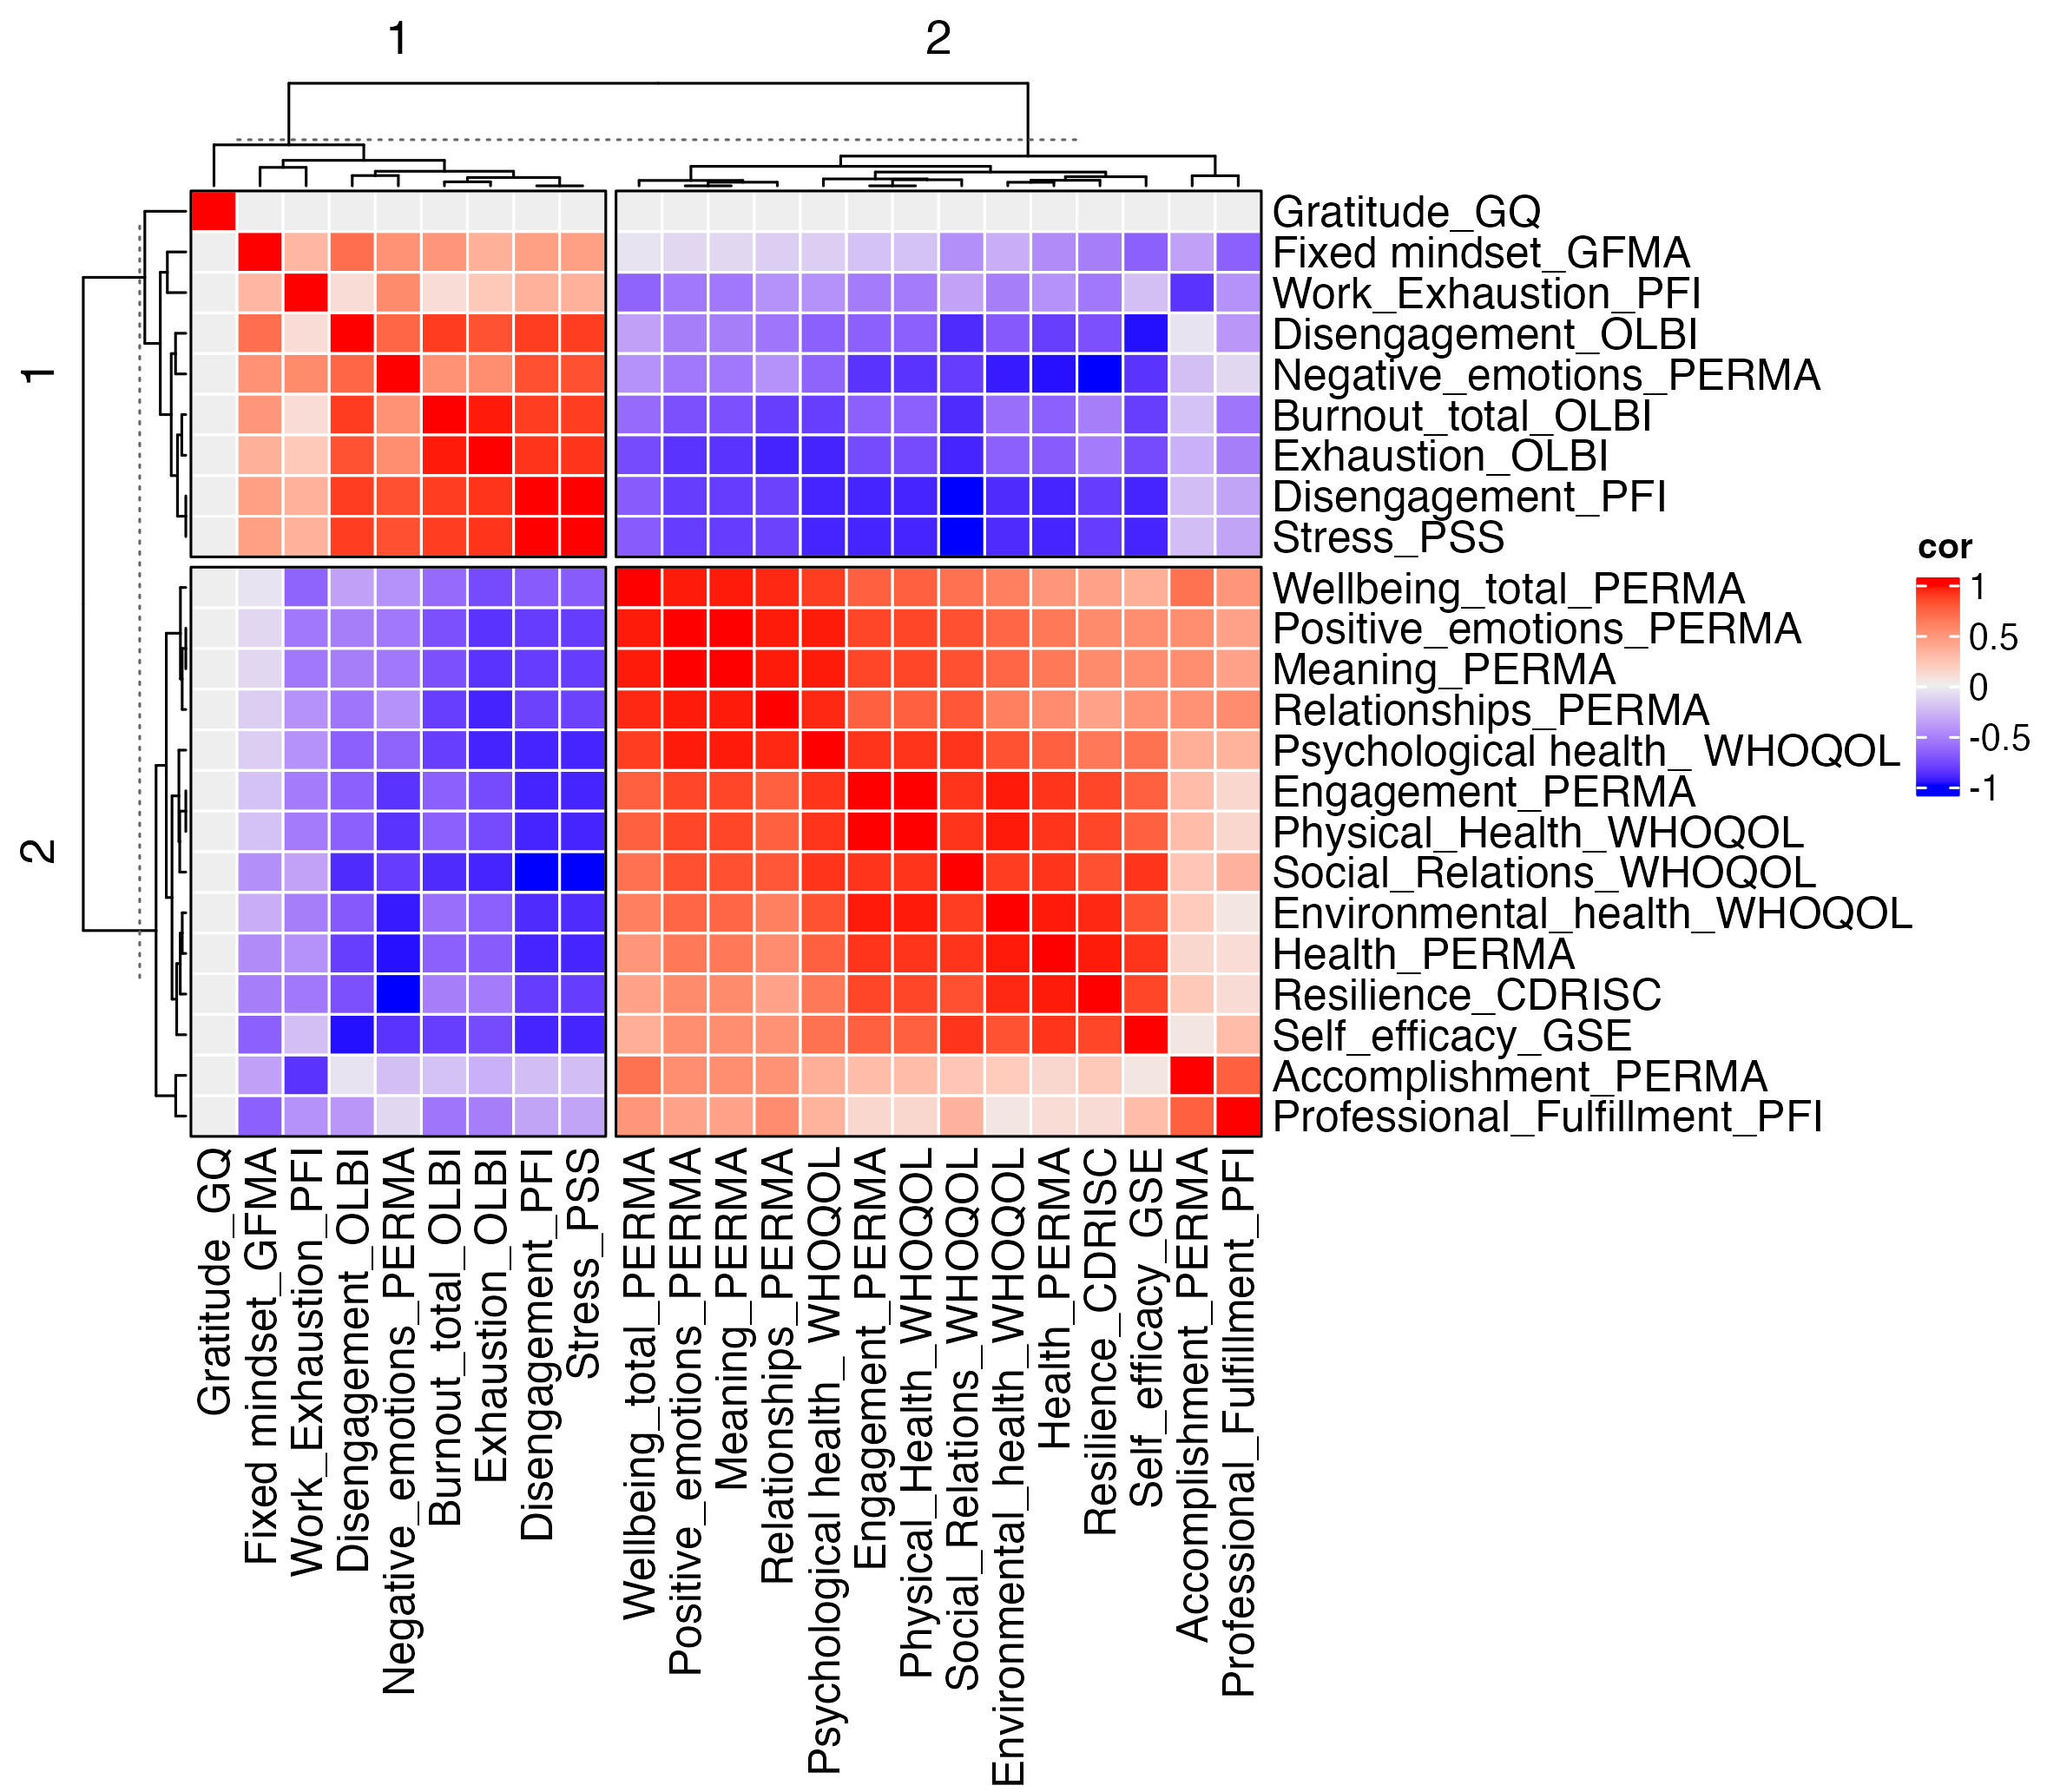 1
2
1
2
Gratitude_GQ
Fixed mindset_GFMA
Work_Exhaustion_PFI
Disengagement_OLBI
Negative_emotions_PERMA
Burnout_total_OLBI
Exhaustion_OLBI
Disengagement_PFI
Stress_PSS
Wellbeing_total_PERMA
Positive_emotions_PERMA
Meaning_PERMA
Relationships_PERMA
Psychological health_ WHOQOL
Engagement_PERMA
Physical_Health_WHOQOL
Social_Relations_WHOQOL
Environmental_health_WHOQOL
Health_PERMA
Resilience_CDRISC
Self_efficacy_GSE
Accomplishment_PERMA
Professional_Fulfillment_PFI
cor
1
0.5
0
-0.5
-1
Gratitude_GQ
Fixed mindset_GFMA
Work_Exhaustion_PFI
Disengagement_OLBI
Negative_emotions_PERMA
Burnout_total_OLBI
Exhaustion_OLBI
Disengagement_PFI
Stress_PSS
Wellbeing_total_PERMA
Positive_emotions_PERMA
Meaning_PERMA
Relationships_PERMA
Psychological health_ WHOQOL
Engagement_PERMA
Physical_Health_WHOQOL
Social_Relations_WHOQOL
Environmental_health_WHOQOL
Health_PERMA
Resilience_CDRISC
Self_efficacy_GSE
Accomplishment_PERMA
Professional_Fulfillment_PFI